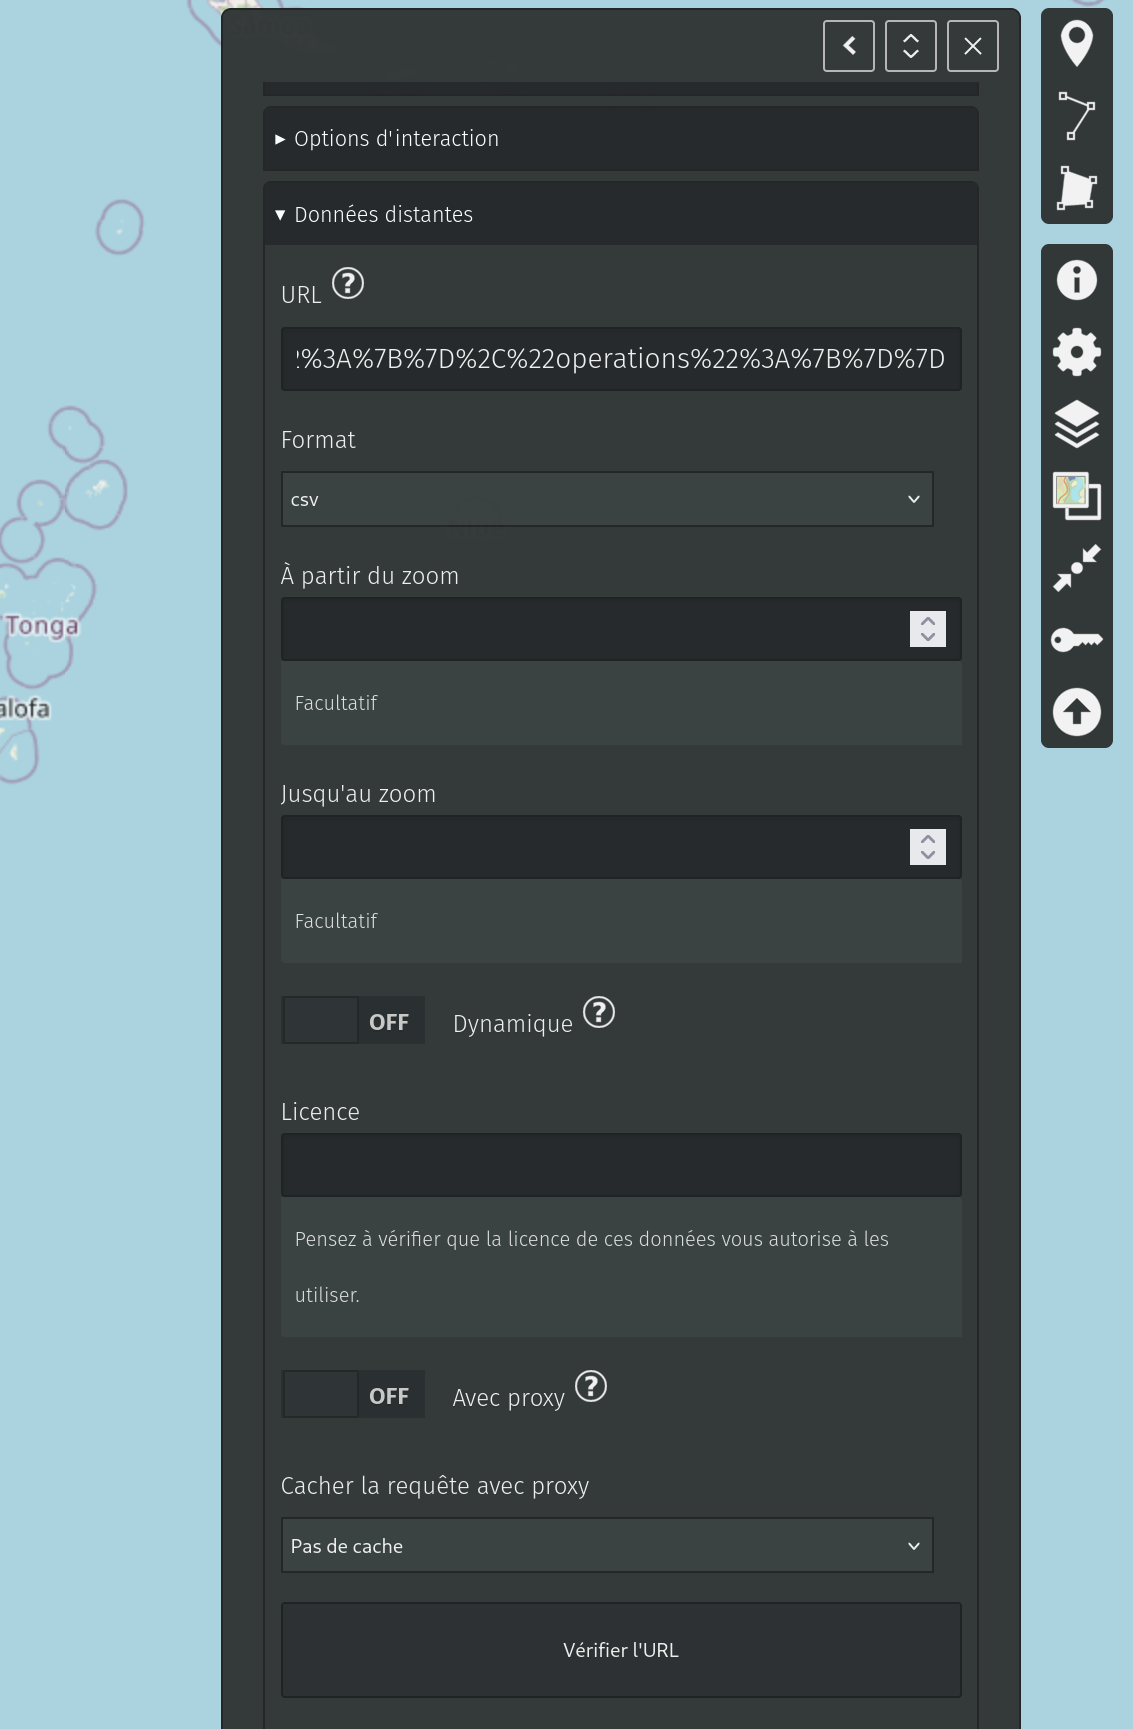 Options d'interaction
Données distantes
URL
%3A%7B%7D%2C%22operations%22%3A%7B%7D%7D
Format
csv
À partir du zoom
Facultatif
Tonga
Jusqu'au zoom
alofa
Facultatif
OFF Dynamique
Licence
Pensez à vérifier que la licence de ces données vous autorise à les
utiliser.
OFF Avec proxy
Cacher la requête avec proxy
Pas de cache
Vérifier l'URL